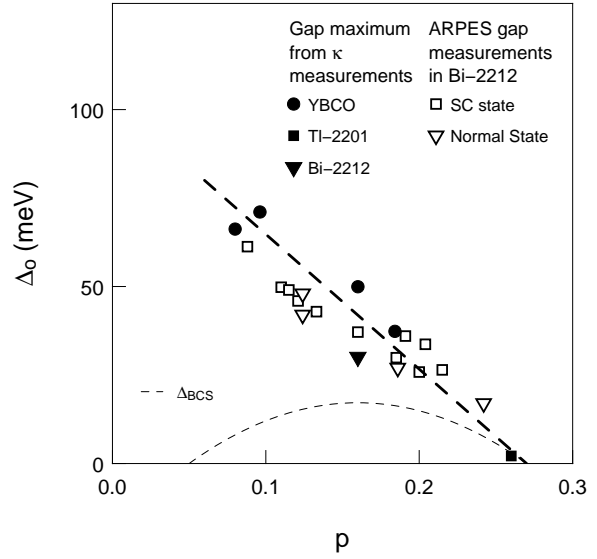 Gap maximum
from κ
measurements
YBCO
Tl−2201
Bi−2212
ARPES gap
measurements
in Bi−2212
SC state
Normal State
Δo (meV)
100
50
0
ΔBCS
0.0 0.1 0.2 0.3
p